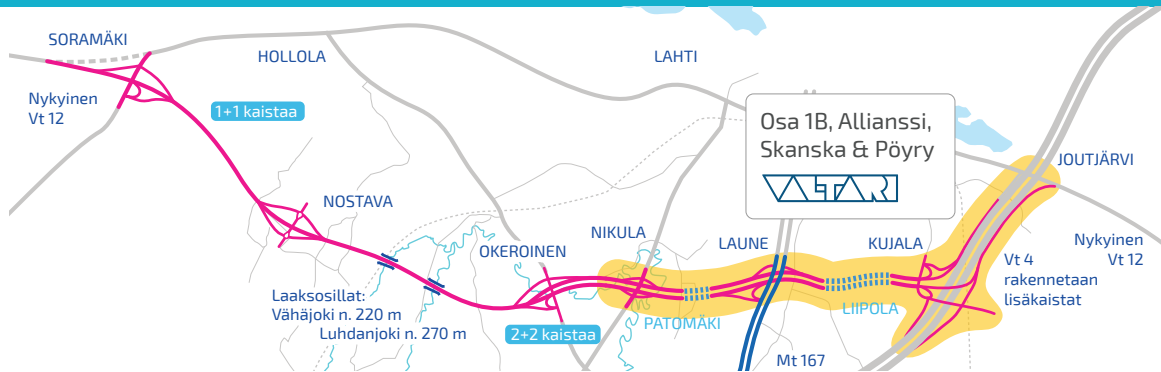 SORAMÄKI
HOLLOLA
LAHTI
Nykyinen
Vt 12
1+1 kaistaa
Osa 1B, Allianssi,
Skanska & Pöyry
VALTARI
JOUTJÄRVI
NOSTAVA
NIKULA
OKEROINEN
LAUNE
KUJALA
Nykyinen
Vt 12
Vt 4
rakennetaan
lisäkaistat
Laaksosillat:
Vähäjoki n. 220 m
Luhdanjoki n. 270 m
2+2 kaistaa
PATOMÄKI
LIIPOLA
Mt 167